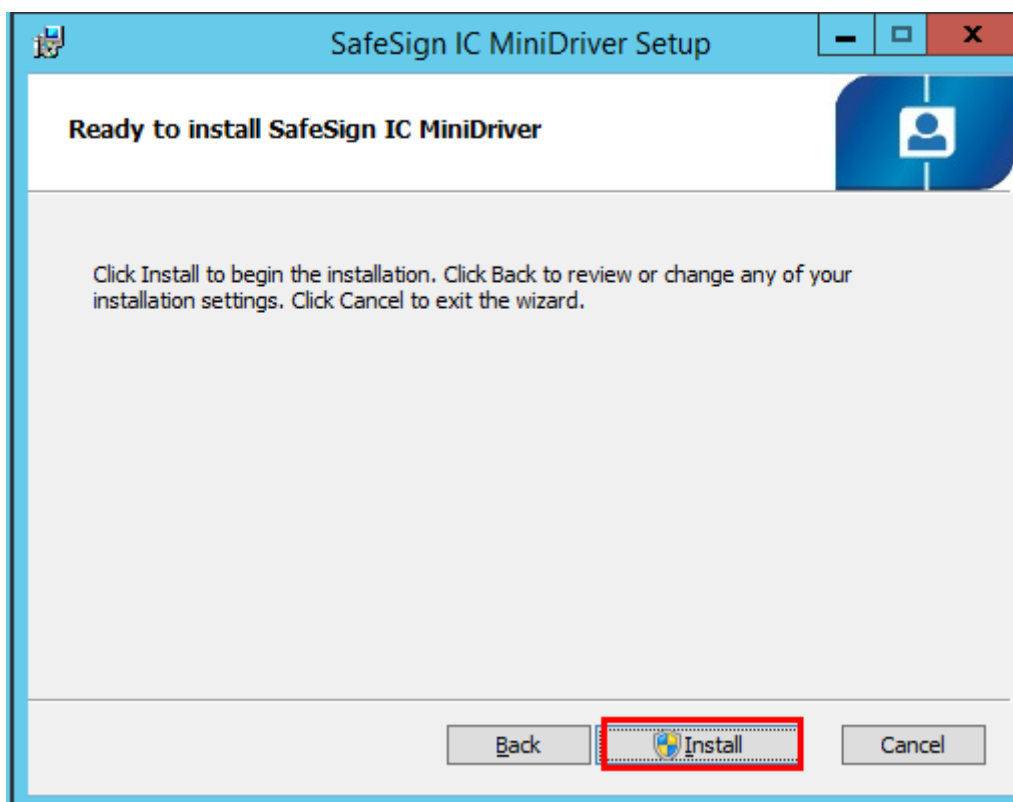 SafeSign IC MiniDriver Setup
Ready to install SafeSign IC MiniDriver
Click Install to begin the installation. Click Back to review or change any of your
installation settings. Click Cancel to exit the wizard.
Back
Install
Cancel